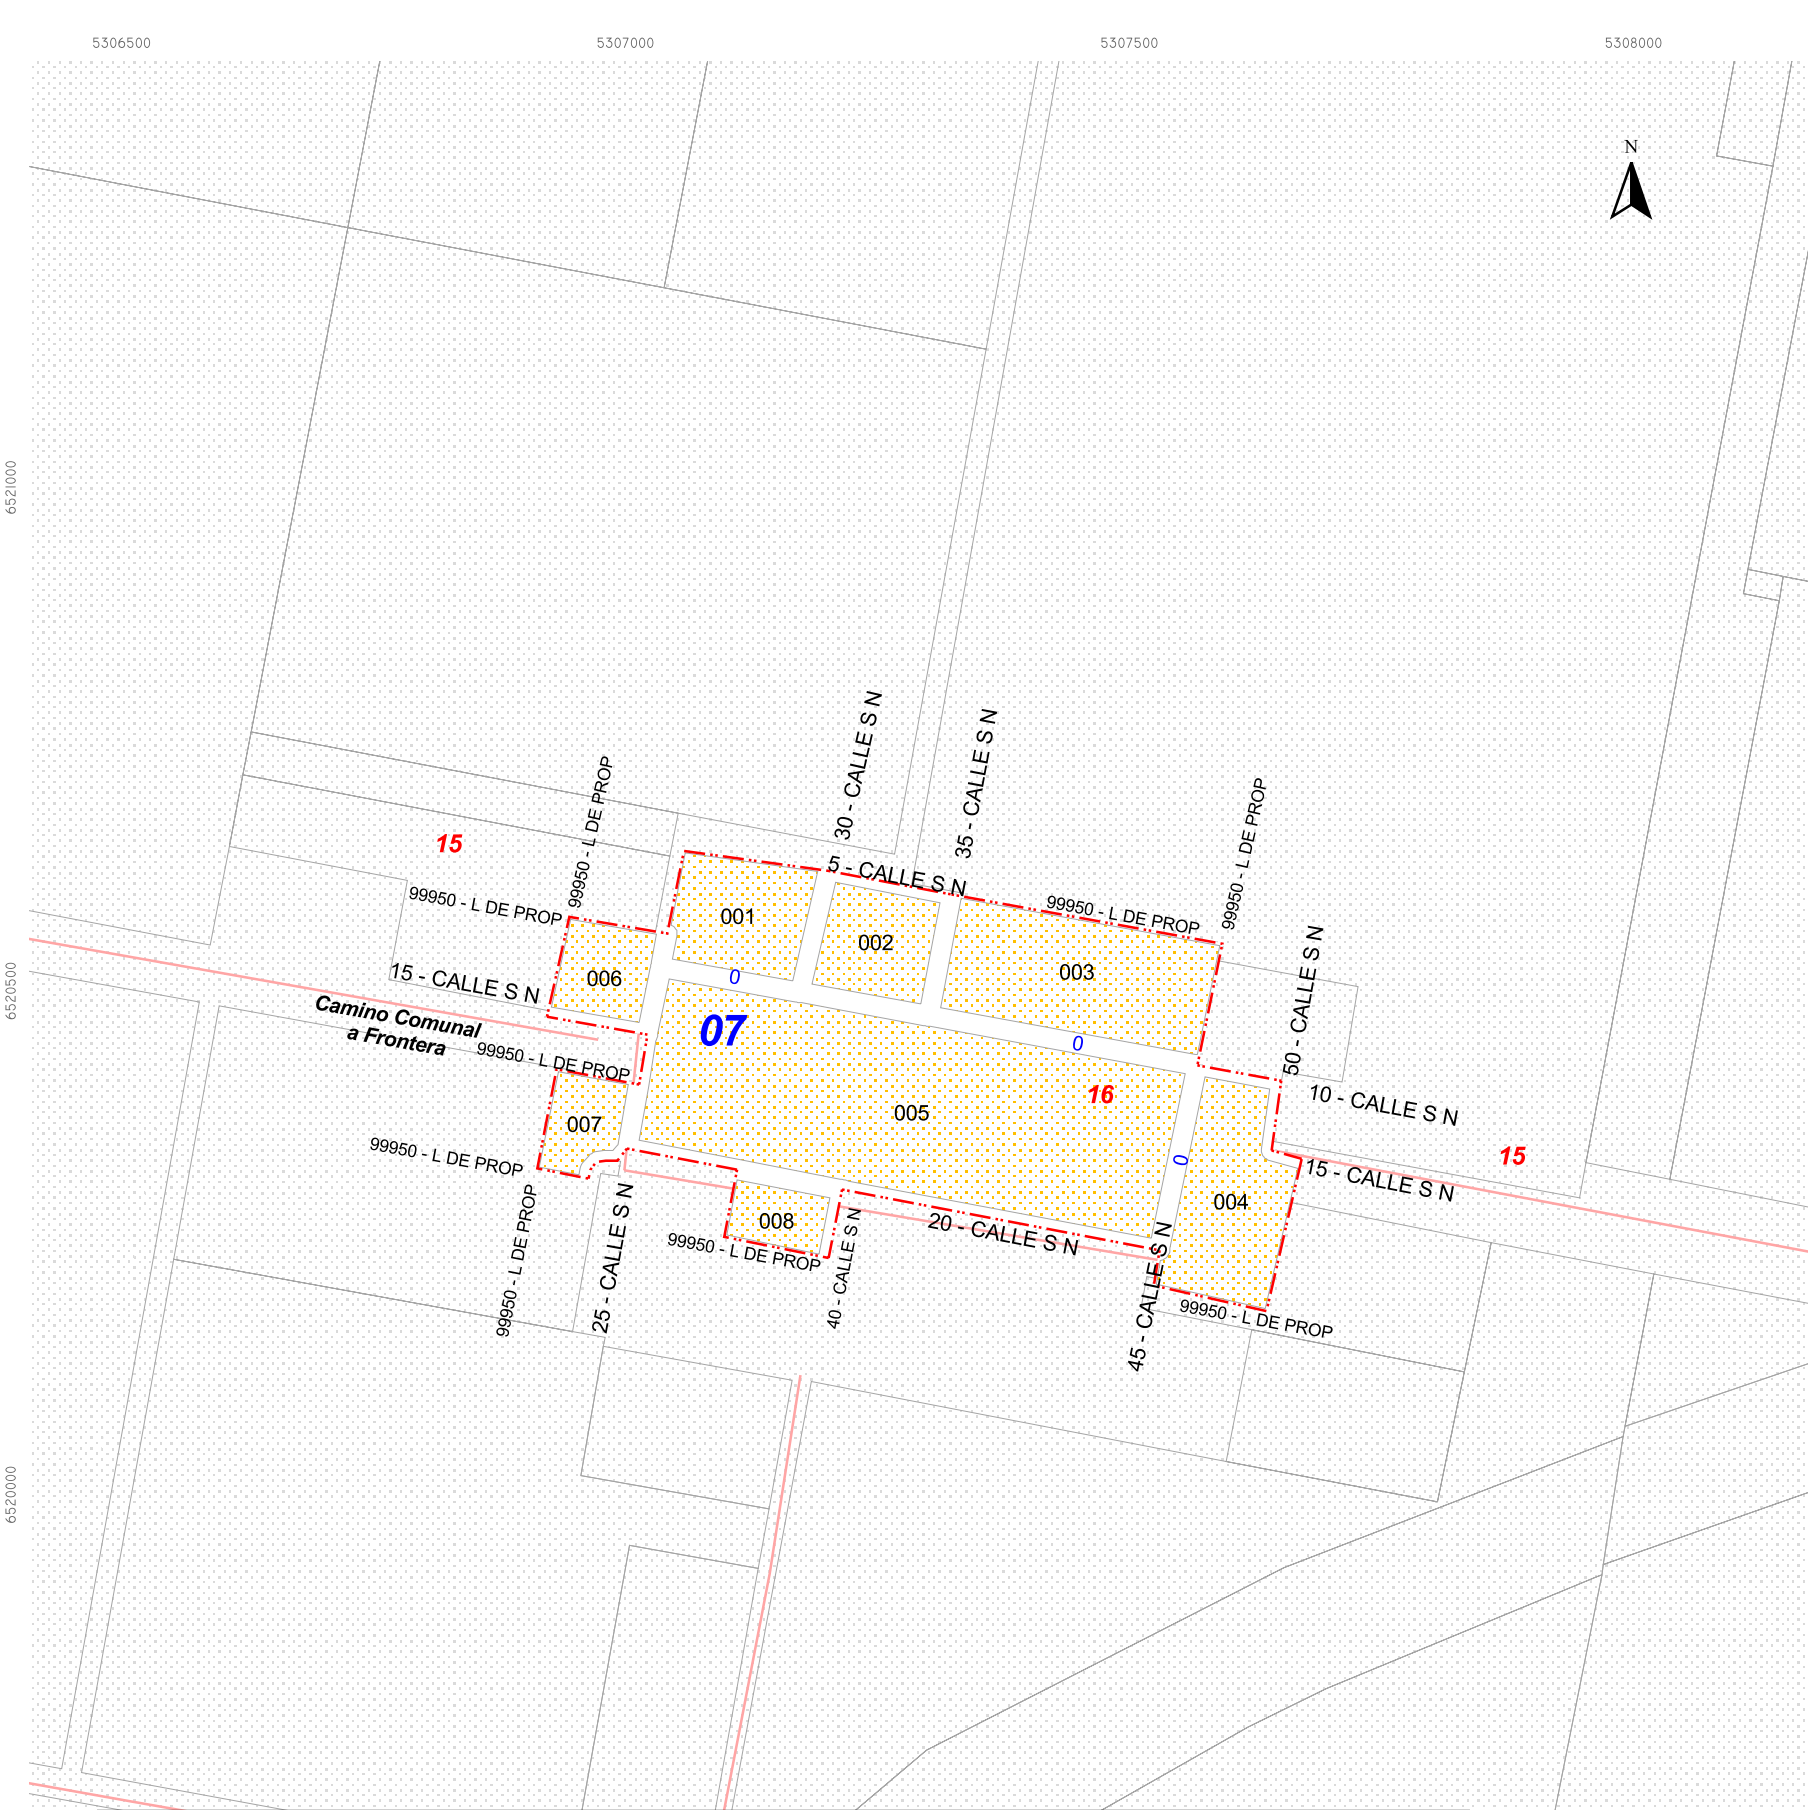 5306500
5307000
5307500
5308000
N
6521000
6520500
6520000
30 - CALLE S N
35 - CALLE S N
99950 - L DE PROP
99950 - L DE PROP
15
5 - CALLE S N
99950 - L DE PROP
99950 - L DE PROP
001
002
003
006
0
50 - CALLE S N
15 - CALLE S N
Camino Comunal
a Frontera
07
0
99950 - L DE PROP
16
10 - CALLE S N
005
007
99950 - L DE PROP
0
15
15 - CALLE S N
004
99950 - L DE PROP
25 - CALLE S N
008
99950 - L DE PROP
40 - CALLE S N
20 - CALLE S N
45 - CALLE S N
99950 - L DE PROP